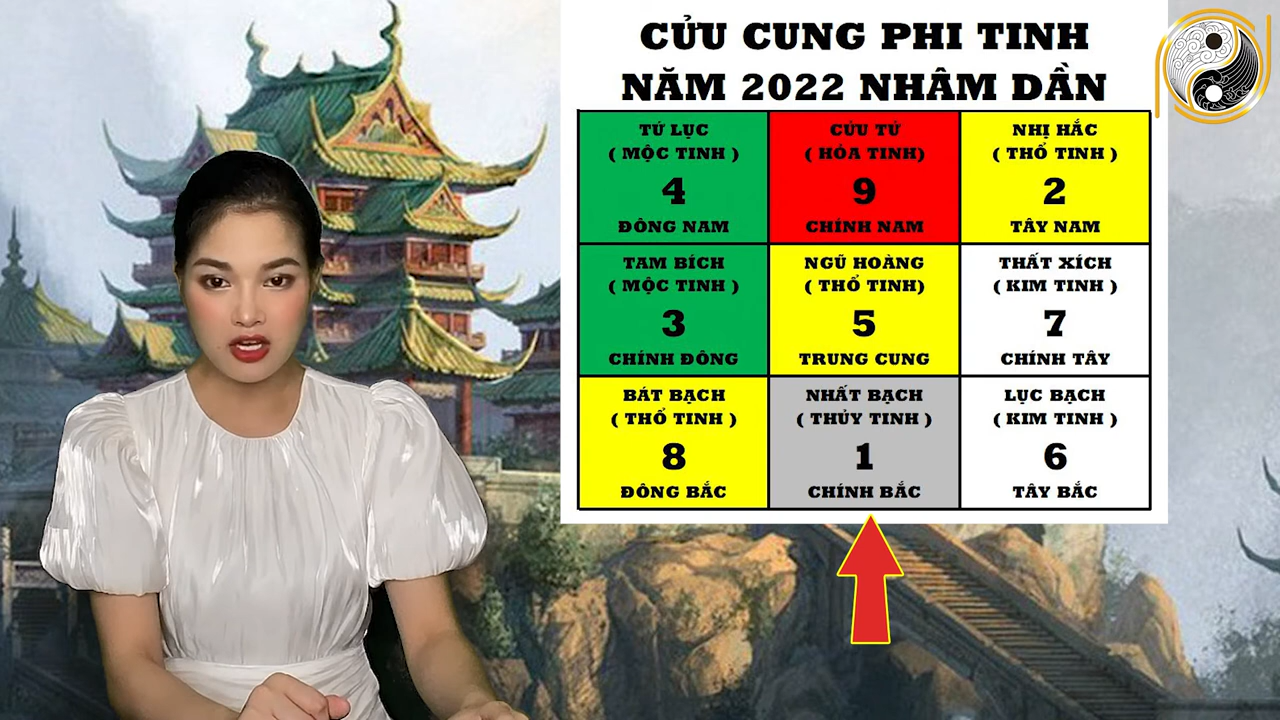 CỬU CUNG PHI TINH
NĂM 2022 NHÂM DẦN
TỨ LỤC
( MỘC TINH )
4
ĐÔNG NAM
CỬU TỬ
( HỎA TINH)
9
CHÍNH NAM
NHỊ HẮC
( THỔ TINH )
2
TÂY NAM
TAM BÍCH
( MỘC TINH )
3
CHÍNH ĐÔNG
NGŨ HOÀNG
( THỔ TINH)
5
TRUNG CUNG
THẤT XÍCH
( KIM TINH )
7
CHÍNH TÂY
BÁT BẠCH
( THỔ TINH )
8
ĐÔNG BẮC
NHẤT BẠCH
( THỦY TINH )
1
CHÍNH BẮC
LỤC BẠCH
( KIM TINH )
6
TÂY BẮC